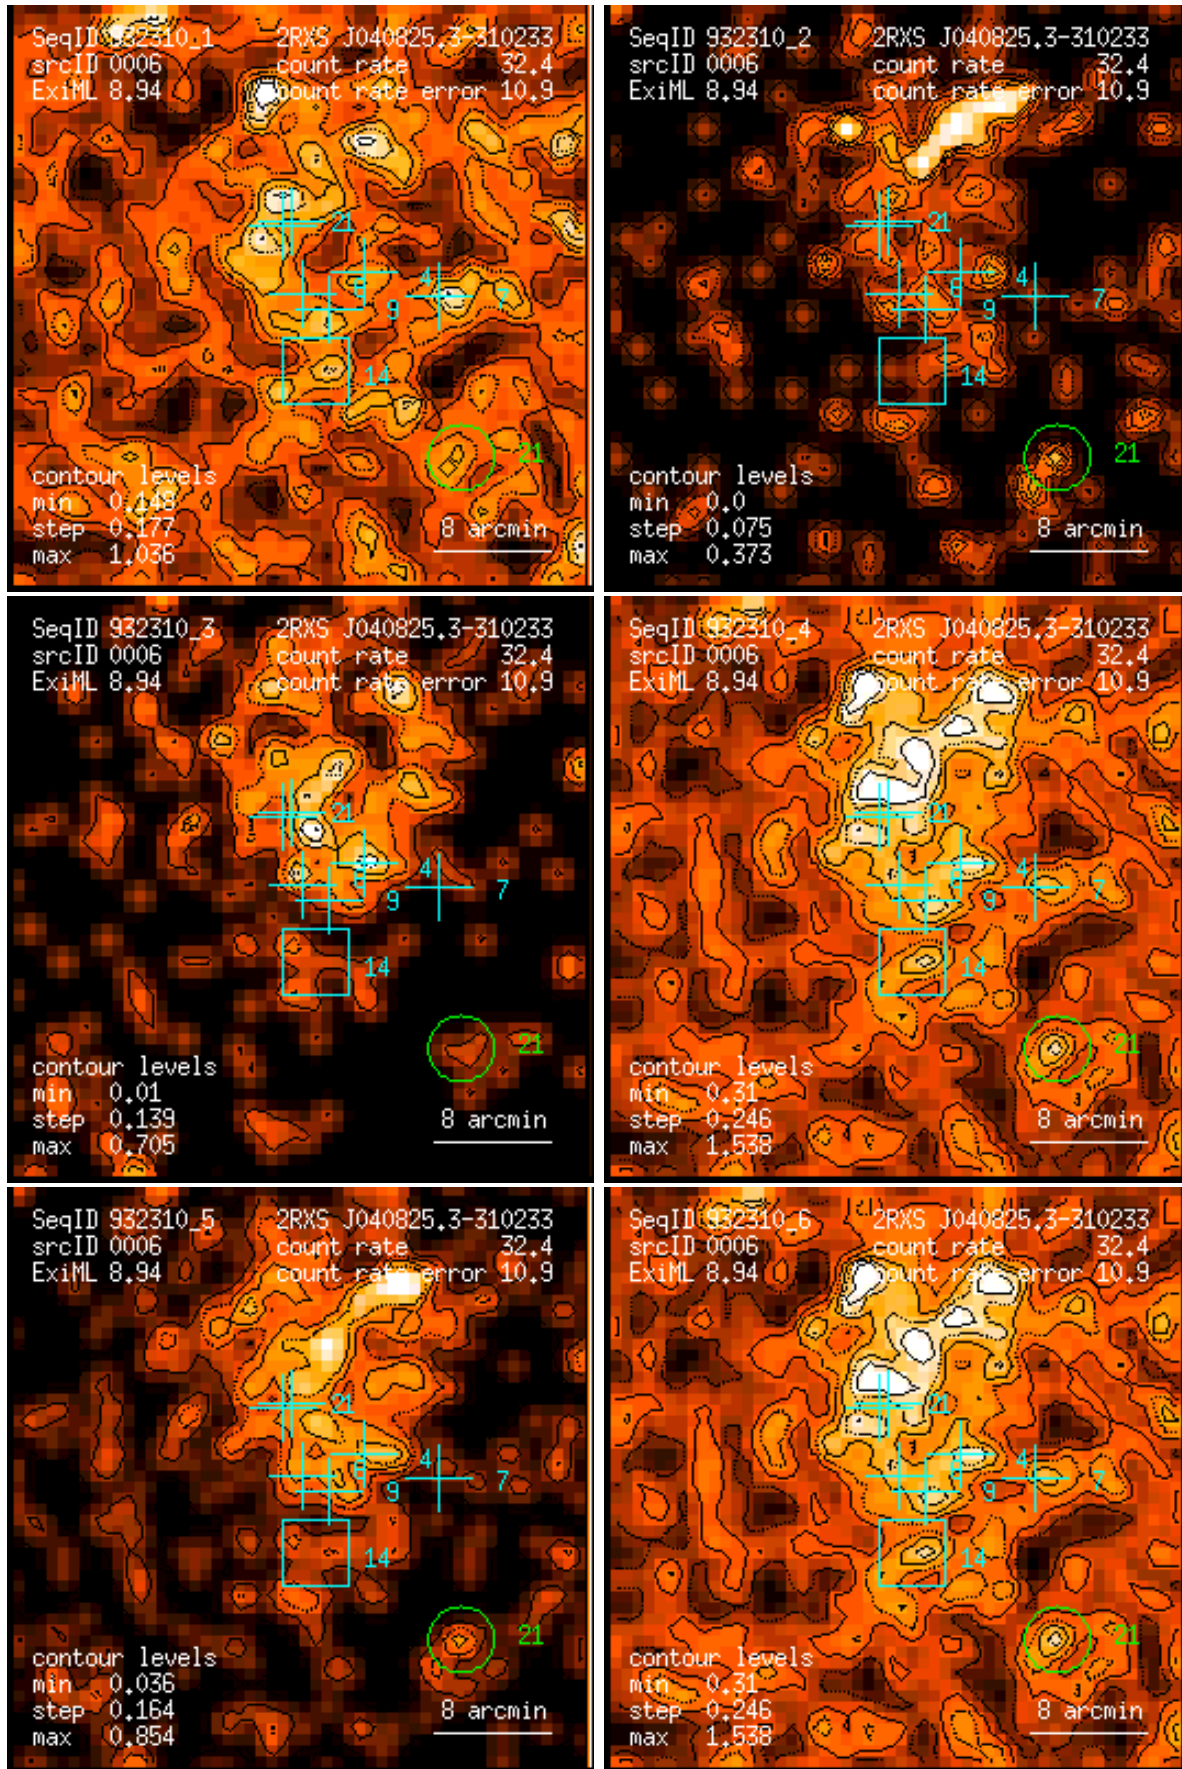 SeqID 932310_1 2RXS J040825.3-310233
srcID 0006 count rate 32.4
ExiML 8.94 count rate error 10.9
21
4
6
9 7
14
21
contour levels
min 0.148
step 0.177 8 arcmin
max 1.036
SeqID 932310_2 2RXS J040825.3-310233
srcID 0006 count rate 32.4
ExiML 8.94 count rate error 10.9
21
4
9 7
14
21
contour levels
min 0.0
step 0.075 8 arcmin
max 0.373
SeqID 932310_3 2RXS J040825.3-310233
srcID 0006 count rate 32.4
ExiML 8.94 count rate error 10.9
21
4
9 7
14
21
contour levels
min 0.01
step 0.139 8 arcmin
max 0.705
SeqID 932310_4 2RXS J040825.3-310233
srcID 0006 count rate 32.4
ExiML 8.94 count rate error 10.9
21
4
9 7
14
21
contour levels
min 0.31
step 0.246 8 arcmin
max 1.538
SeqID 932310_5 2RXS J040825.3-310233
srcID 0006 count rate 32.4
ExiML 8.94 count rate error 10.9
21
4
9 7
14
21
contour levels
min 0.036
step 0.164 8 arcmin
max 0.854
SeqID 932310_6 2RXS J040825.3-310233
srcID 0006 count rate 32.4
ExiML 8.94 count rate error 10.9
21
4
9 7
14
21
contour levels
min 0.31
step 0.246 8 arcmin
max 1.538